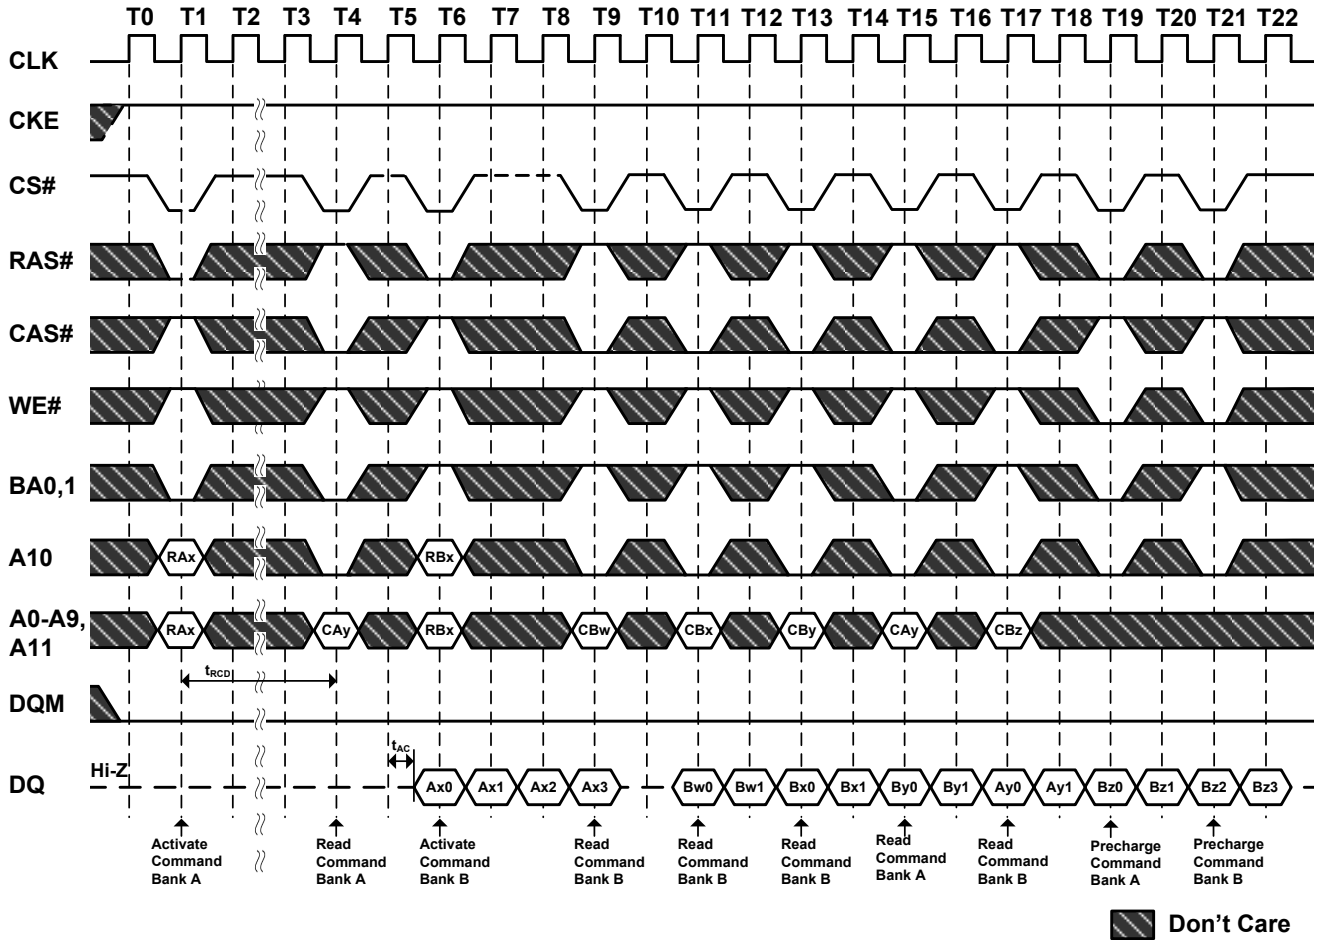 T0 T1 T2 T3 T4 T5 T6 T7 T8 T9 T10 T11 T12 T13 T14 T15 T16 T17 T18 T19 T20 T21 T22
CLK
CKE
CS#
RAS#
CAS#
WE#
BA0,1
A10 RAx RBx
A0-A9,
A11 RAx CAy RBx CBw CBx CBy CAy CBz
tRCD
DQM
tAC
Hi-Z
DQ Ax0 Ax1 Ax2 Ax3 Bw0 Bw1 Bx0 Bx1 By0 By1 Ay0 Ay1 Bz0 Bz1 Bz2 Bz3
Activate
Command
Bank A
Read
Command
Bank A
Activate
Command
Bank B
Read
Command
Bank B
Read
Command
Bank B
Read
Command
Bank B
Read
Command
Bank A
Read
Command
Bank B
Precharge
Command
Bank A
Precharge
Command
Bank B
Don't Care